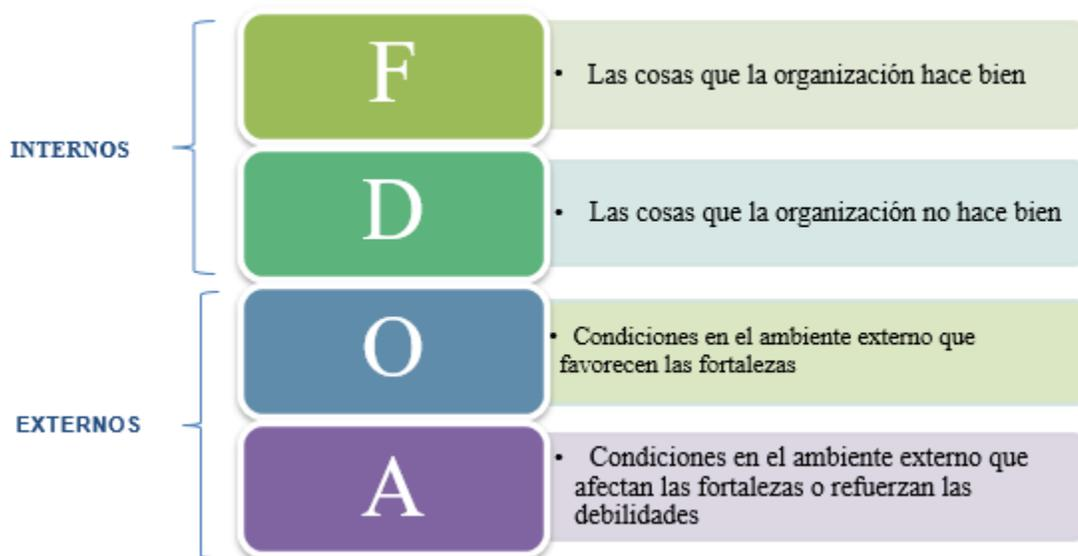 INTERNOS
F
• Las cosas que la organización hace bien
D
• Las cosas que la organización no hace bien
EXTERNOS
O
• Condiciones en el ambiente externo que
favorecen las fortalezas
A
• Condiciones en el ambiente externo que
afectan las fortalezas o refuerzan las
debilidades